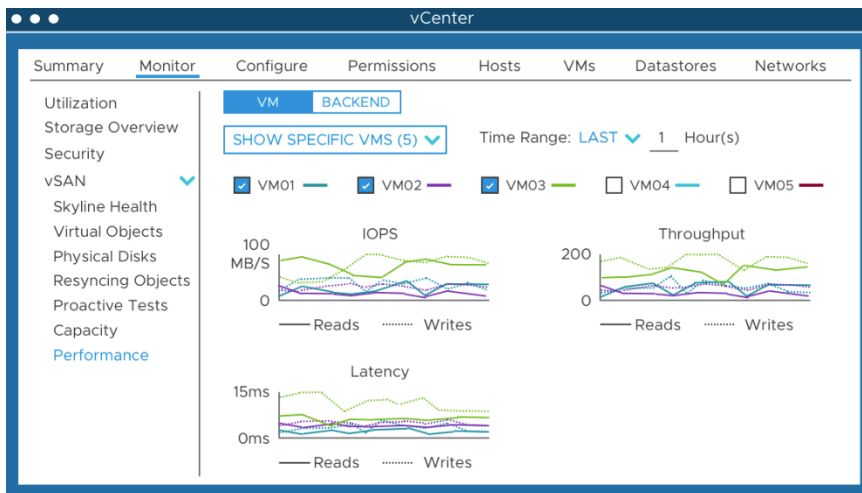 vCenter
Summary Monitor Configure Permissions Hosts VMs Datastores Networks
Utilization
Storage Overview
Security
vSAN
Skyline Health
Virtual Objects
Physical Disks
Resyncing Objects
Proactive Tests
Capacity
Performance
VM BACKEND
SHOW SPECIFIC VMS (5) Time Range: LAST 1 Hour(s)
VM01 VM02 VM03 VM04 VM05
IOPS
100
MB/S
0
Reads Writes
Throughput
200
0
Reads Writes
Latency
15ms
0ms
Reads Writes